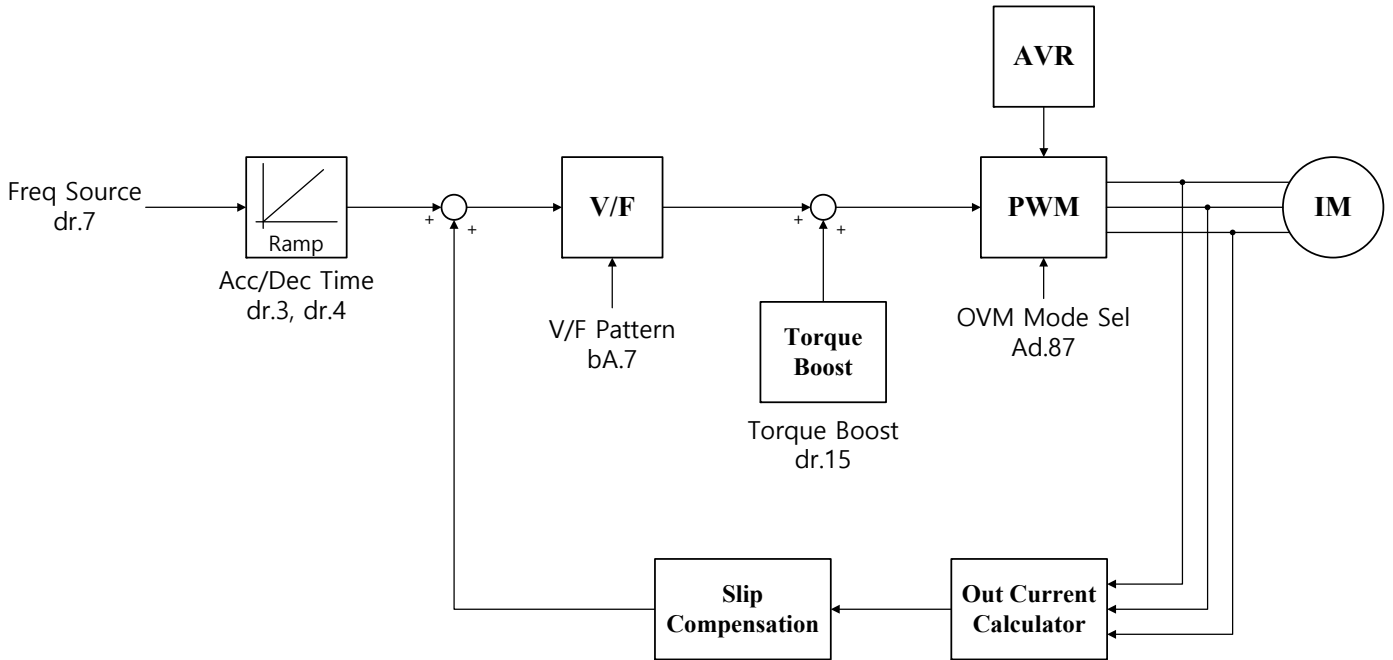 AVR
Freq Source
dr.7
Ramp
Acc/Dec Time
dr.3, dr.4
+
+
V/F
V/F Pattern
bA.7
+
+
Torque
Boost
Torque Boost
dr.15
PWM
OVM Mode Sel
Ad.87
IM
Slip
Compensation
Out Current
Calculator